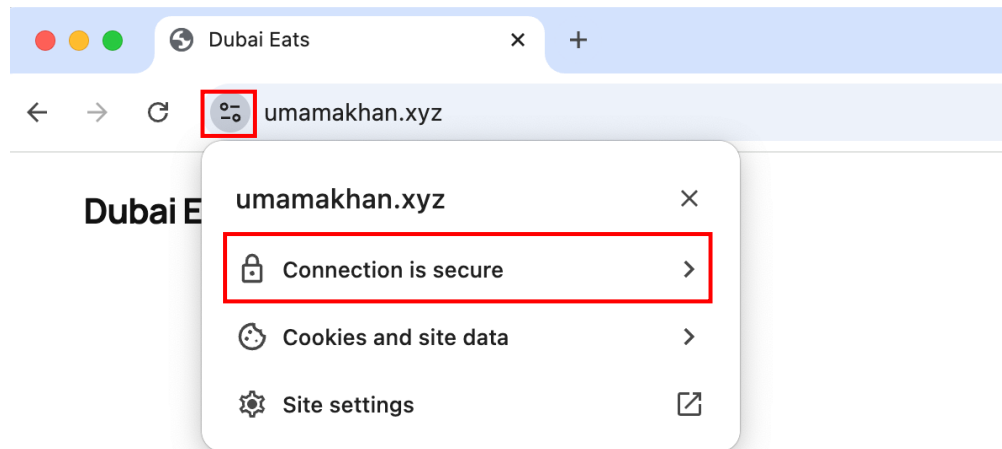 Dubai Eats
umamakhan.xyz
Dubai E
umamakhan.xyz
Connection is secure
Cookies and site data
Site settings